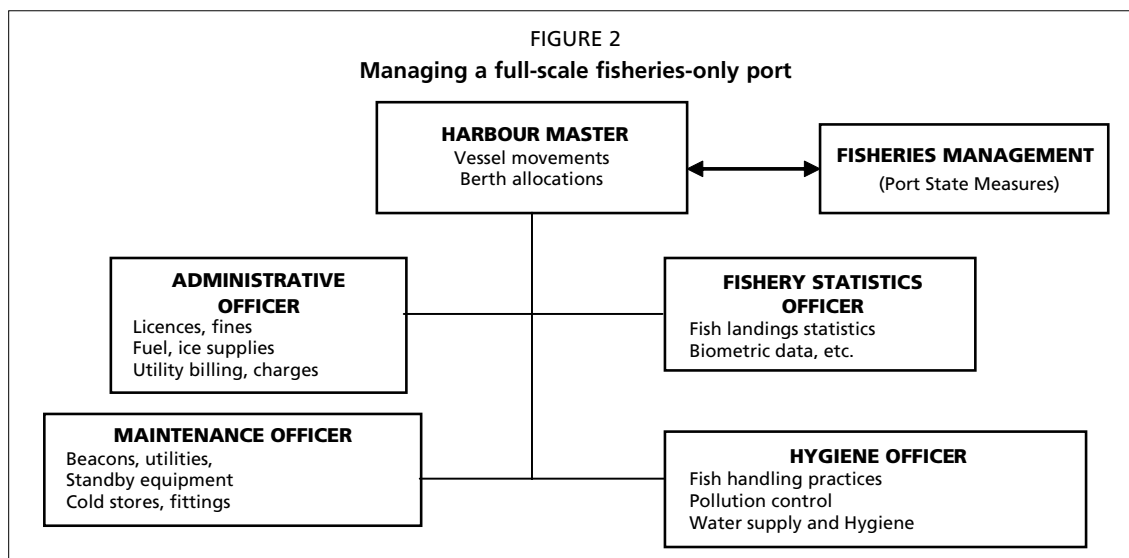 FIGURE 2
Managing a full-scale fisheries-only port
HARBOUR MASTER
Vessel movements
Berth allocations
FISHERIES MANAGEMENT
(Port State Measures)
ADMINISTRATIVE
OFFICER
Licences, fines
Fuel, ice supplies
Utility billing, charges
FISHERY STATISTICS
OFFICER
Fish landings statistics
Biometric data, etc.
MAINTENANCE OFFICER
Beacons, utilities,
Standby equipment
Cold stores, fittings
HYGIENE OFFICER
Fish handling practices
Pollution control
Water supply and Hygiene